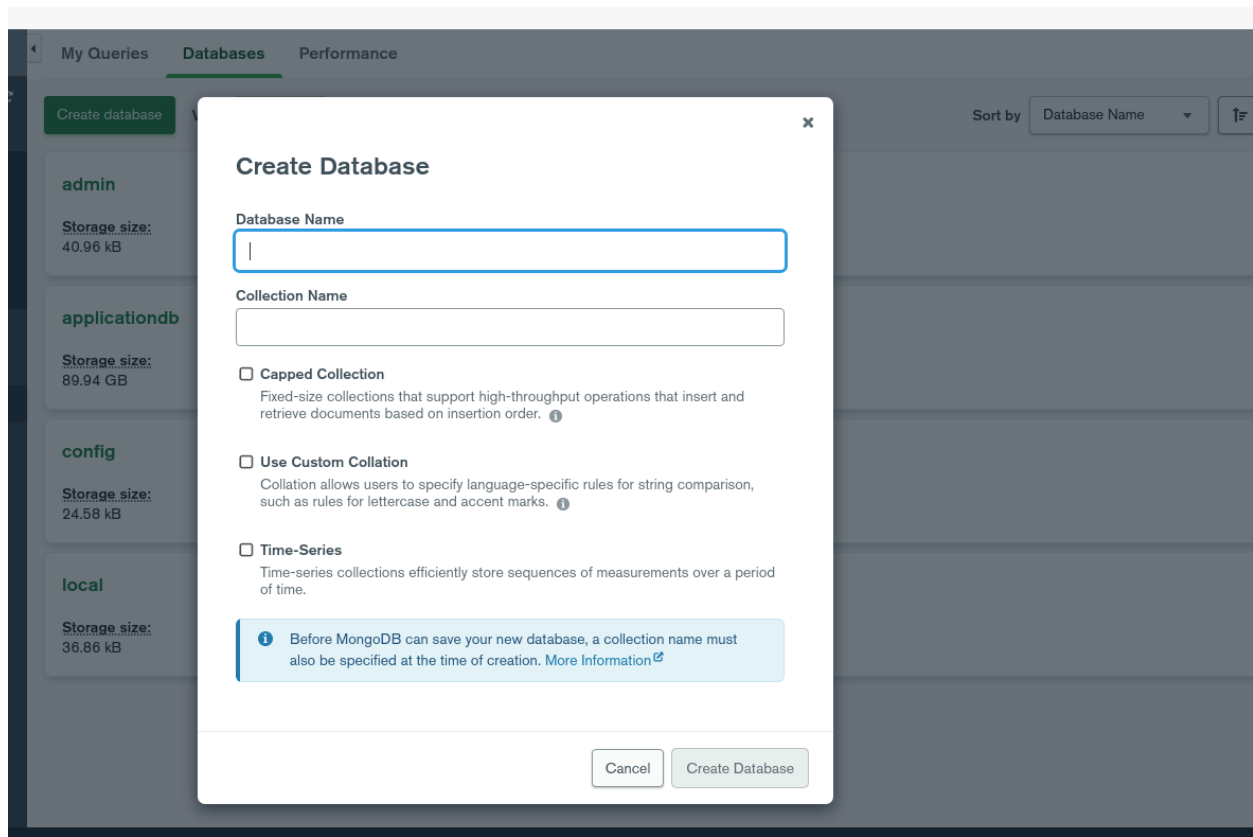 My Queries Databases Performance
Create database
Sort by Database Name
admin
Storage size:
40.96 kB
applicationdb
Storage size:
89.94 GB
config
Storage size:
24.58 kB
local
Storage size:
36.86 kB
Create Database
Database Name
Collection Name
Capped Collection
Fixed-size collections that support high-throughput operations that insert and
retrieve documents based on insertion order.
Use Custom Collation
Collation allows users to specify language-specific rules for string comparison,
such as rules for lettercase and accent marks.
Time-Series
Time-series collections efficiently store sequences of measurements over a period
of time.
Before MongoDB can save your new database, a collection name must
also be specified at the time of creation. More Information
Cancel Create Database